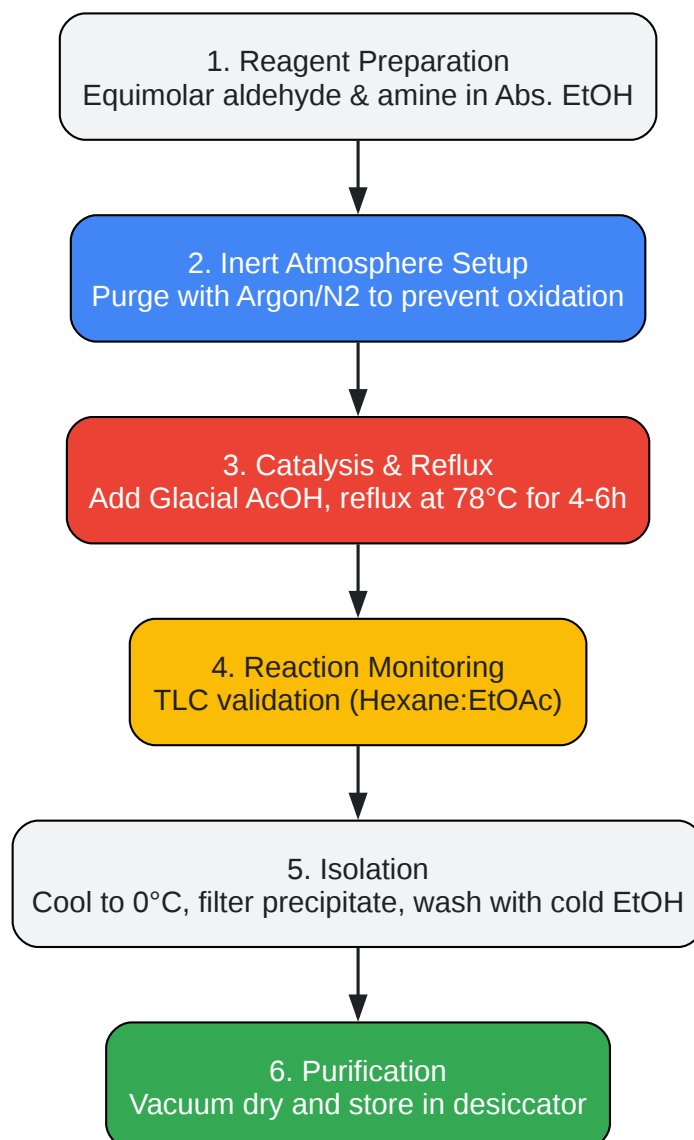 1. Reagent Preparation
Equimolar aldehyde & amine in Abs. EtOH
2. Inert Atmosphere Setup
Purge with Argon/N2 to prevent oxidation
3. Catalysis & Reflux
Add Glacial AcOH, reflux at 78°C for 4-6h
4. Reaction Monitoring
TLC validation (Hexane:EtOAc)
5. Isolation
Cool to 0°C, filter precipitate, wash with cold EtOH
6. Purification
Vacuum dry and store in desiccator